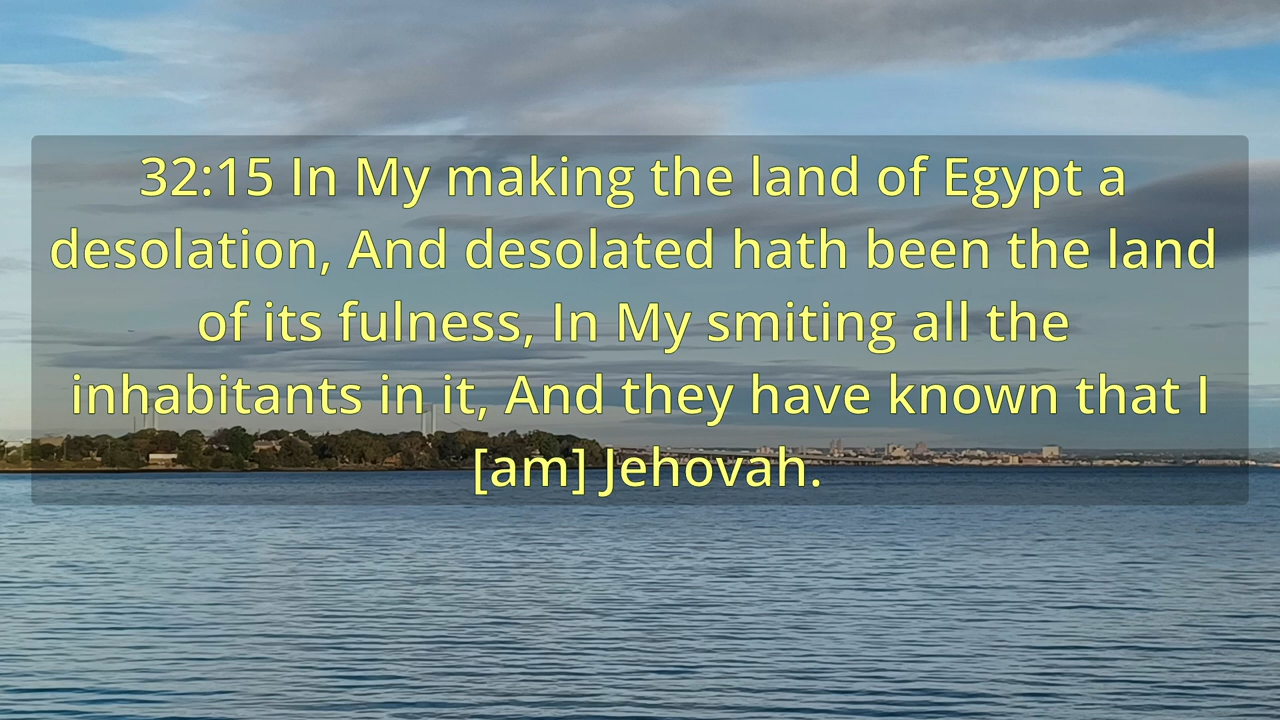 32:15 In My making the land of Egypt a
desolation, And desolated hath been the land
of its fulness, In My smiting all the
inhabitants in it, And they have known that I
[am] Jehovah.